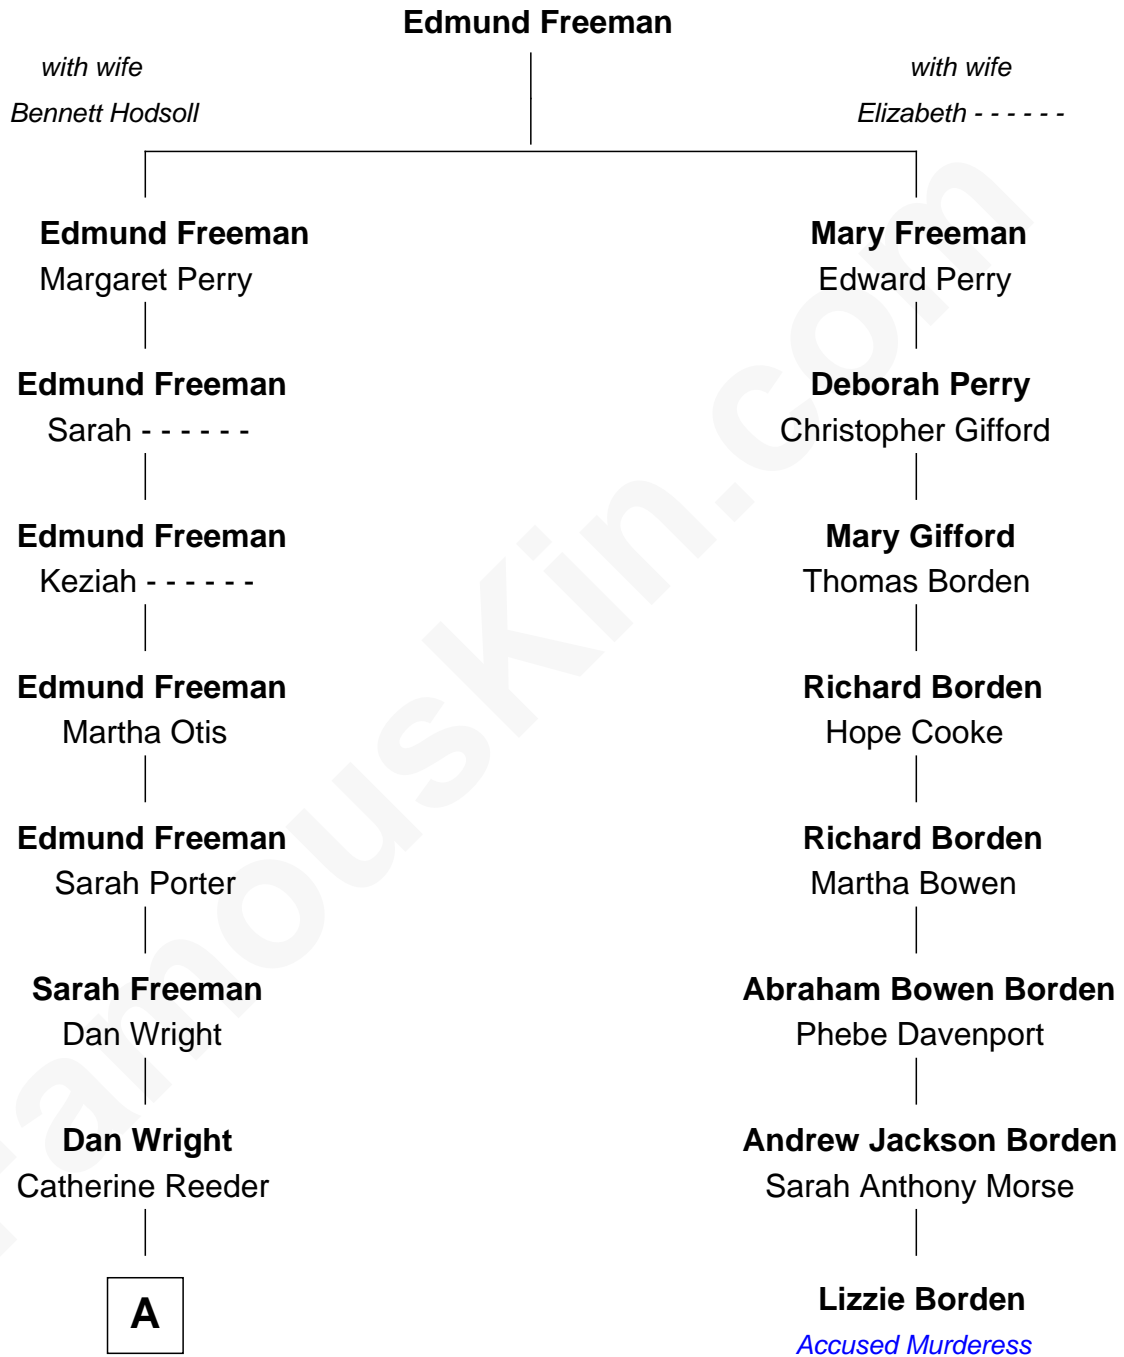 Edmund Freeman
with wife
Bennett Hodsoll
with wife
Elizabeth - - - - - -
Edmund Freeman
Margaret Perry
Mary Freeman
Edward Perry
Edmund Freeman
Sarah - - - - - -
Deborah Perry
Christopher Gifford
Edmund Freeman
Keziah - - - - - -
Mary Gifford
Thomas Borden
Edmund Freeman
Martha Otis
Richard Borden
Hope Cooke
Edmund Freeman
Sarah Porter
Richard Borden
Martha Bowen
Sarah Freeman
Dan Wright
Abraham Bowen Borden
Phebe Davenport
Dan Wright
Catherine Reeder
Andrew Jackson Borden
Sarah Anthony Morse
A
Lizzie Borden
Accused Murderess
FamousKin.com